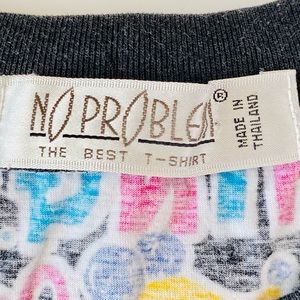 NO PROBLEM®
THE BEST T-SHIRT
MADE IN
THAILAND